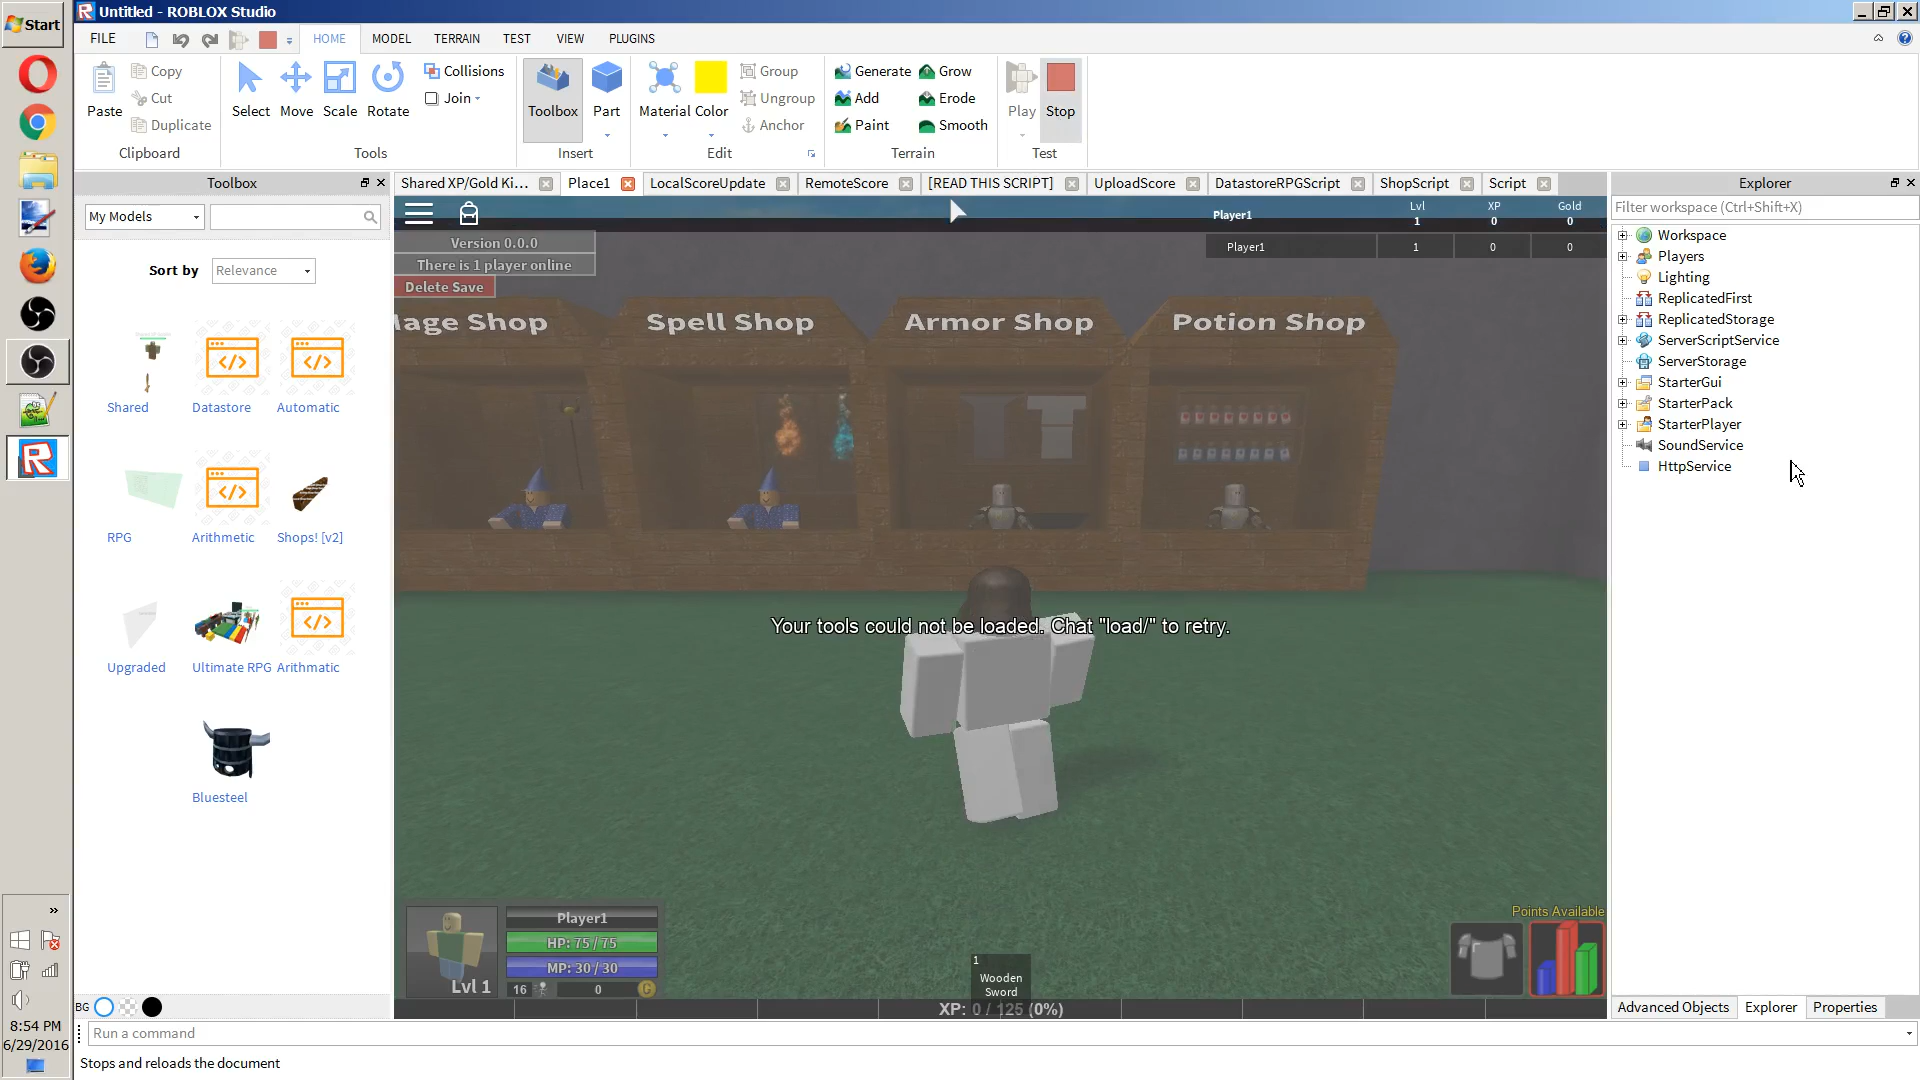 Start
Untitled - ROBLOX Studio
FILE HOME MODEL TERRAIN TEST VIEW PLUGINS
Paste Copy Cut Duplicate
Clipboard
Select Move Scale Rotate Collisions Join
Tools
Toolbox Part
Insert
Material Color Group Ungroup Anchor
Edit
Generate Grow
Add Erode
Paint Smooth
Terrain
Play Stop
Test
Toolbox
My Models
Sort by Relevance
Shared Datastore Automatic
RPG Arithmetic Shops! [v2]
Upgraded Ultimate RPG Arithmatic
Bluesteel
BG
Shared XP/Gold Ki... Place1 LocalScoreUpdate RemoteScore [READ THIS SCRIPT] UploadScore DatastoreRPGScript ShopScript Script
Version 0.0.0
There is 1 player online
Delete Save
Player1 Lvl 1 XP 0 Gold 0
Player1 1 0 0
Mage Shop Spell Shop Armor Shop Potion Shop
Your tools could not be loaded. Chat "load/" to retry.
Player1
HP: 75 / 75
MP: 30 / 30
Lvl 1
16 0 G
1
Wooden
Sword
XP: 0 / 125 (0%)
Points Available
Explorer
Filter workspace (Ctrl+Shift+X)
Workspace
Players
Lighting
ReplicatedFirst
ReplicatedStorage
ServerScriptService
ServerStorage
StarterGui
StarterPack
StarterPlayer
SoundService
HttpService
Advanced Objects Explorer Properties
Run a command
Stops and reloads the document
8:54 PM
6/29/2016